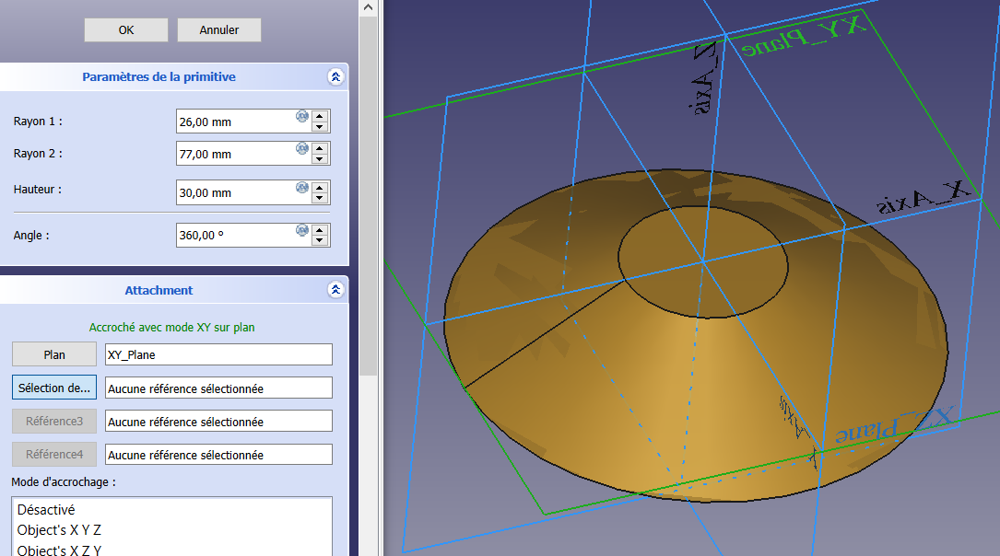 OK Annuler
Paramètres de la primitive
Rayon 1 : 26,00 mm
Rayon 2 : 77,00 mm
Hauteur : 30,00 mm
Angle : 360,00 °
Attachment
Accroché avec mode XY sur plan
Plan XY_Plane
Sélection de... Aucune référence sélectionnée
Référence3 Aucune référence sélectionnée
Référence4 Aucune référence sélectionnée
Mode d'accrochage :
Désactivé
Object's X Y Z
Object's X Z Y
XY_Plane
Z_Axis
X_Axis
Y_Axis
XZ_Plane